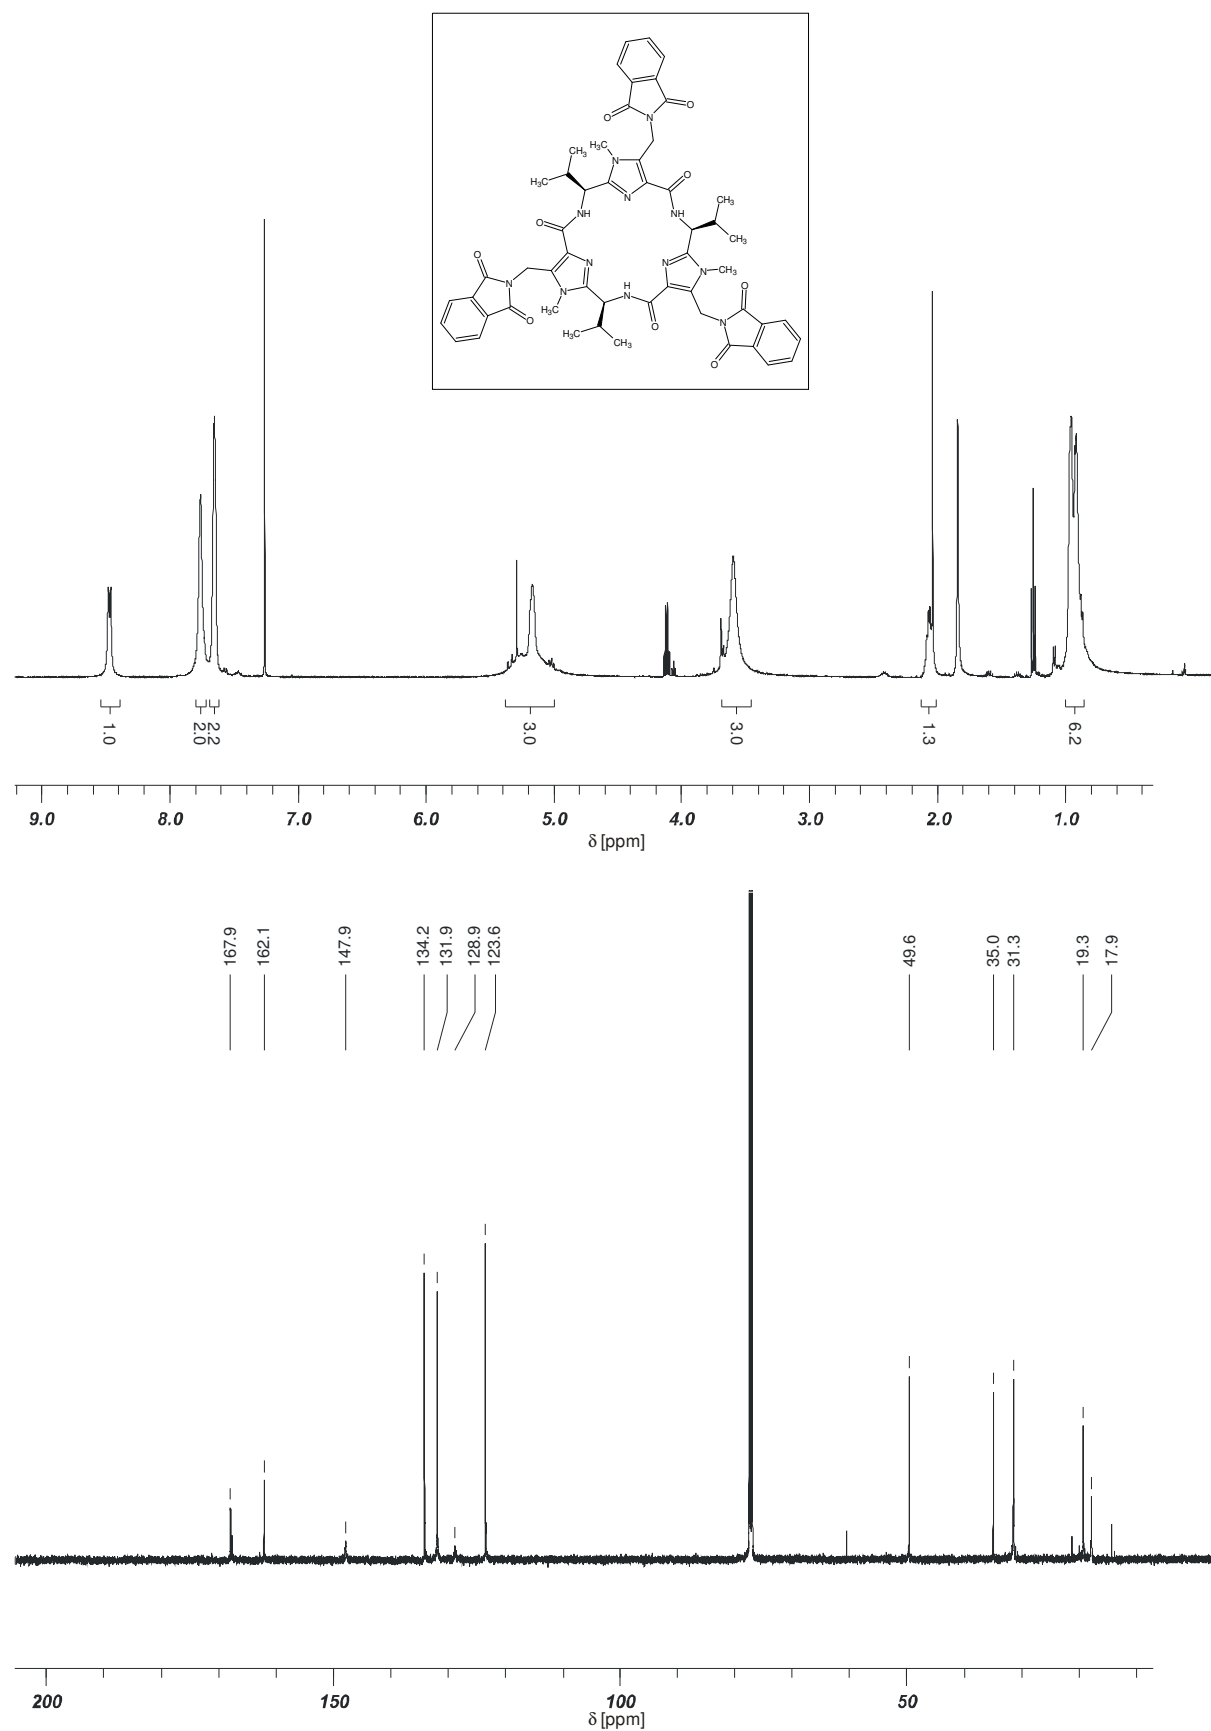 O
O
N
H₃C
N
CH₃
O
H₃C
N
NH
NH
CH₃
O
CH₃
O
N
N
N
N
CH₃
O
N
H₃C
H
N
O
N
O
H₃C
CH₃
O
O
1.0
2.0
2.2
3.0
3.0
1.3
6.2
9.0 8.0 7.0 6.0 5.0 4.0 3.0 2.0 1.0
δ [ppm]
167.9 162.1 147.9 134.2 131.9 128.9 123.6 49.6 35.0 31.3 19.3 17.9
200 150 100 50
δ [ppm]